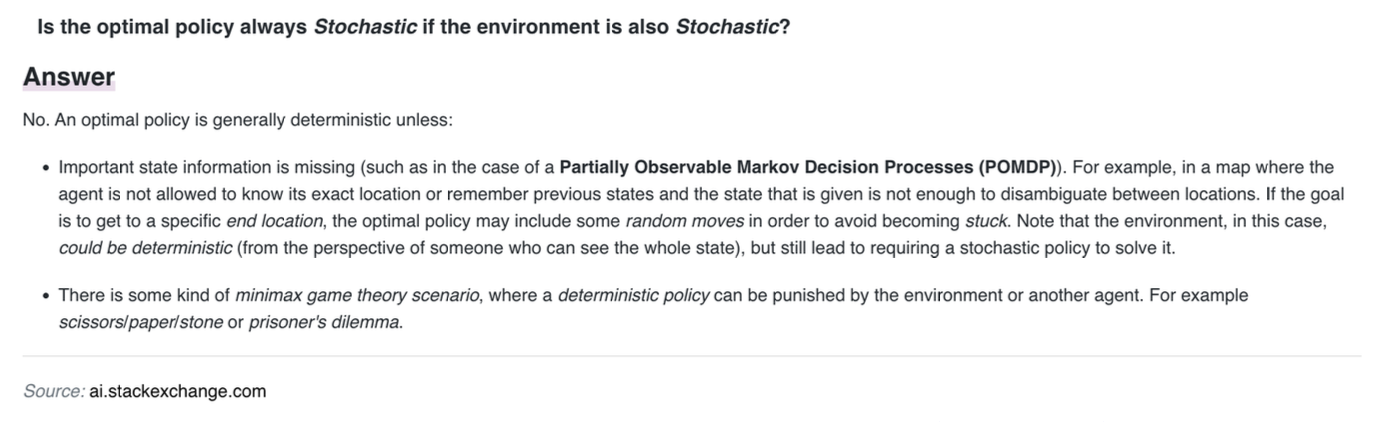 Is the optimal policy always Stochastic if the environment is also Stochastic?
Answer
No. An optimal policy is generally deterministic unless:
• Important state information is missing (such as in the case of a Partially Observable Markov Decision Processes (POMDP)). For example, in a map where the
agent is not allowed to know its exact location or remember previous states and the state that is given is not enough to disambiguate between locations. If the goal
is to get to a specific end location, the optimal policy may include some random moves in order to avoid becoming stuck. Note that the environment, in this case,
could be deterministic (from the perspective of someone who can see the whole state), but still lead to requiring a stochastic policy to solve it.
• There is some kind of minimax game theory scenario, where a deterministic policy can be punished by the environment or another agent. For example
scissors/paper/stone or prisoner's dilemma.
Source: ai.stackexchange.com